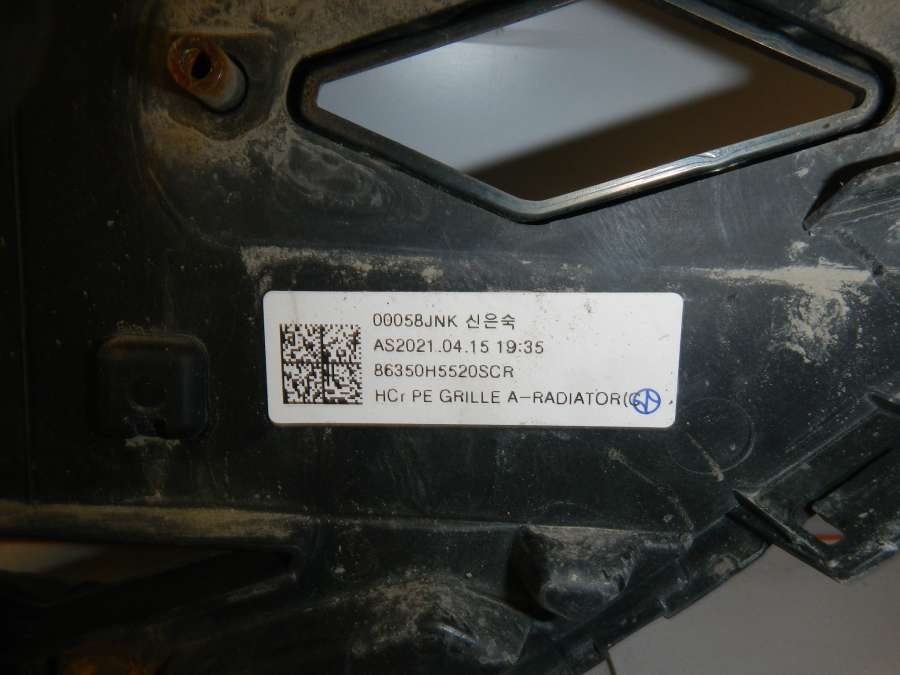 00058JNK 신은숙
AS2021.04.15 19:35
86350H5520SCR
HCr PE GRILLE A-RADIATOR(